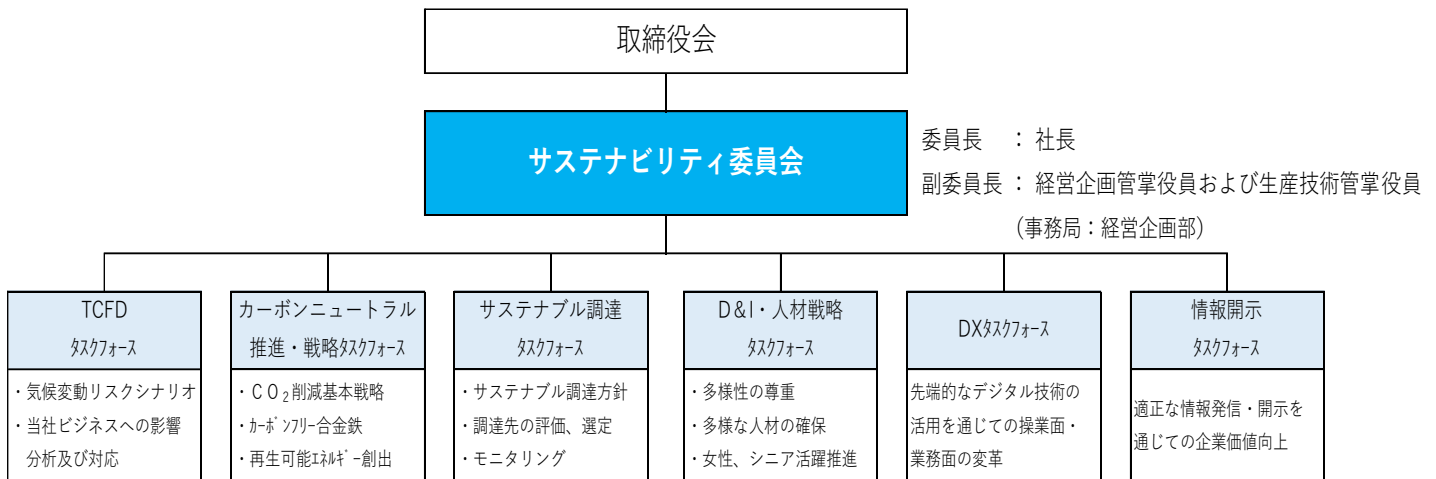 取締役会
サステナビリティ委員会
委員長　：社長
副委員長：経営企画管掌役員および生産技術管掌役員
（事務局：経営企画部）
TCFD
ﾀｽｸﾌｫｰｽ
・気候変動リスクシナリオ
・当社ビジネスへの影響
分析及び対応
カーボンニュートラル
推進・戦略ﾀｽｸﾌｫｰｽ
・ＣＯ₂削減基本戦略
・ｶｰﾎﾞﾝﾌﾘｰ合金鉄
・再生可能ｴﾈﾙｷﾞｰ創出
サステナブル調達
ﾀｽｸﾌｫｰｽ
・サステナブル調達方針
・調達先の評価、選定
・モニタリング
Ｄ&Ｉ・人材戦略
ﾀｽｸﾌｫｰｽ
・多様性の尊重
・多様な人材の確保
・女性、シニア活躍推進
DXﾀｽｸﾌｫｰｽ
先端的なデジタル技術の
活用を通じての操業面・
業務面の変革
情報開示
ﾀｽｸﾌｫｰｽ
適正な情報発信・開示を
通じての企業価値向上